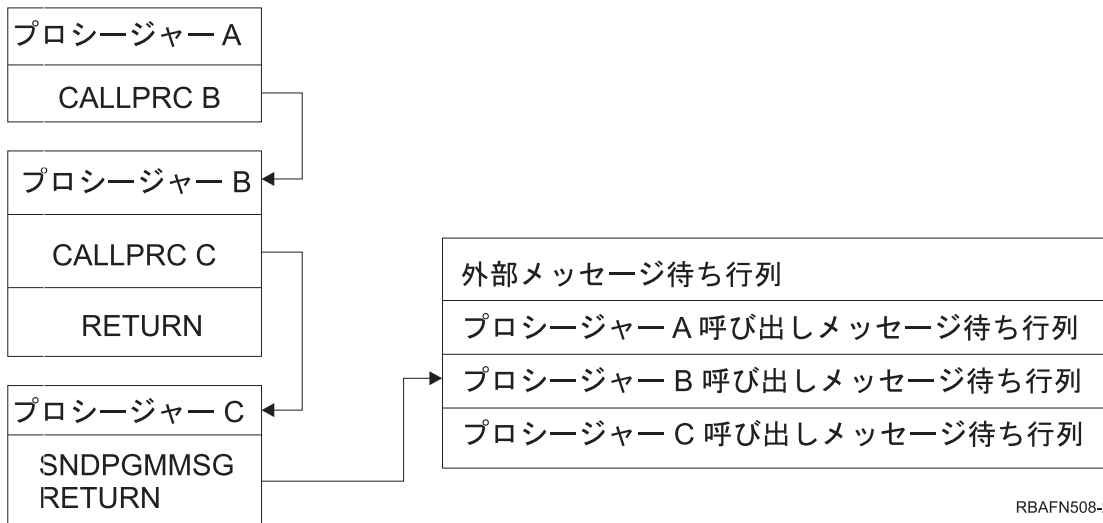 プロシージャー A
CALLPRC B
プロシージャー B
CALLPRC C
RETURN
プロシージャー C
SNDPGMMSG
RETURN
外部メッセージ待ち行列
プロシージャー A 呼び出しメッセージ待ち行列
プロシージャー B 呼び出しメッセージ待ち行列
プロシージャー C 呼び出しメッセージ待ち行列
RBAFN508-